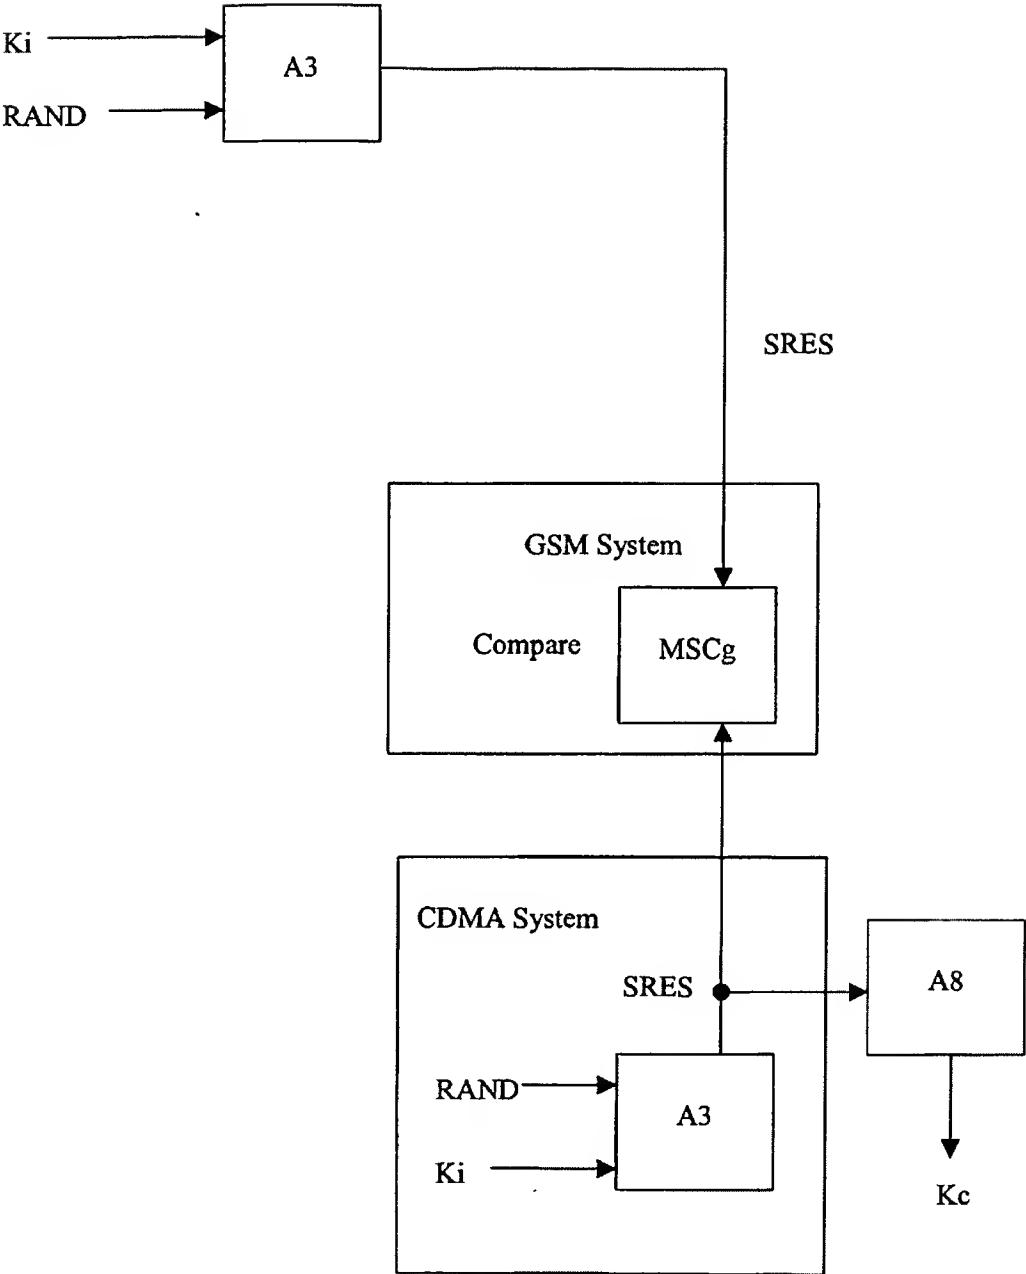 Ki
A3
RAND
SRES
GSM System
Compare
MSCg
CDMA System
SRES
A8
RAND
A3
Ki
Kc